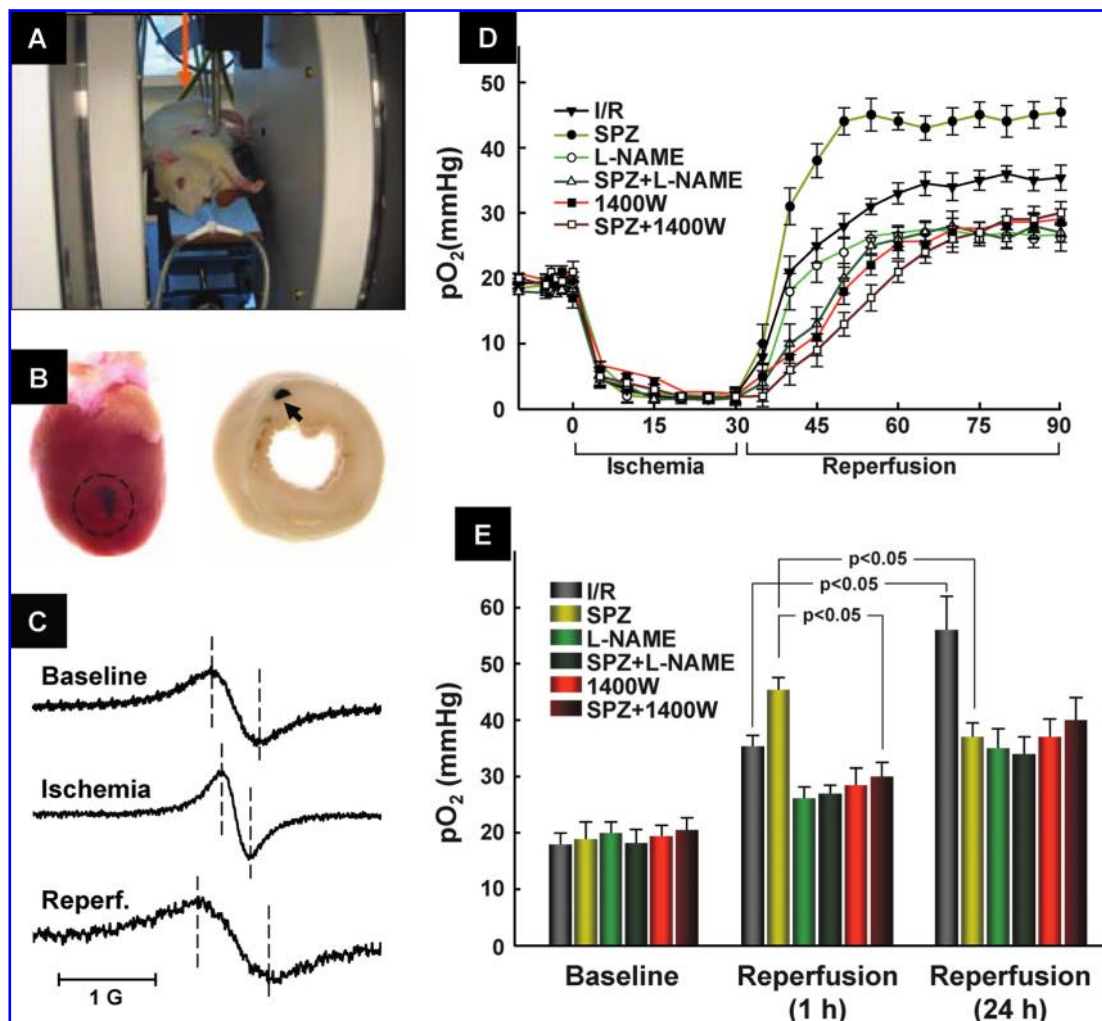 A
B
C
Baseline
Ischemia
Reperf.
1 G
D
pO₂(mmHg)
50
40
30
20
10
0
I/R
SPZ
L-NAME
SPZ+L-NAME
1400W
SPZ+1400W
0 15 30 45 60 75 90
Ischemia Reperfusion
E
pO₂ (mmHg)
60
50
40
30
20
10
0
I/R
SPZ
L-NAME
SPZ+L-NAME
1400W
SPZ+1400W
p<0.05
p<0.05
p<0.05
Baseline Reperfusion Reperfusion
(1 h) (24 h)